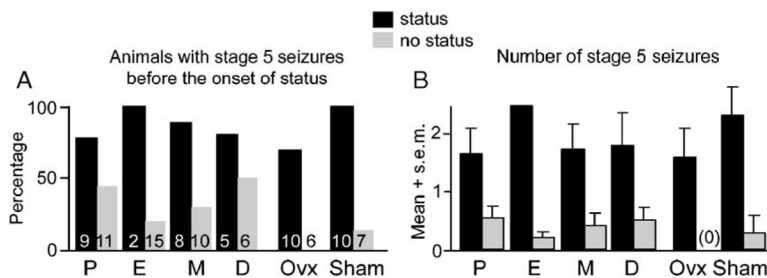 status
no status
Animals with stage 5 seizures
before the onset of status
A
100
50
0
Percentage
9 11 2 15 8 10 5 6 10 6 10 7
P E M D Ovx Sham
Number of stage 5 seizures
B
2
1
0
Mean + s.e.m.
(0)
P E M D Ovx Sham